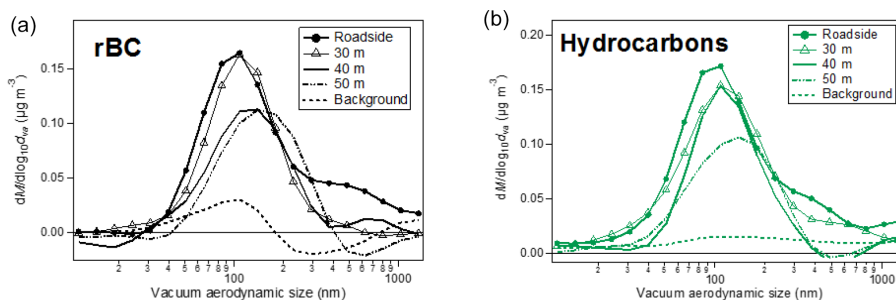 (a)
rBC
Roadside
30 m
40 m
50 m
Background
0.15
0.10
0.05
0.00
dM/dlog₁₀dva (µg m⁻³)
2 3 4 5 6 7 8 9 100 2 3 4 5 6 7 8 9 1000
Vacuum aerodynamic size (nm)
(b)
Hydrocarbons
Roadside
30 m
40 m
50 m
Background
0.20
0.15
0.10
0.05
0.00
dM/dlog₁₀dva (µg m⁻³)
2 3 4 5 6 7 8 9 100 2 3 4 5 6 7 8 9 1000
Vacuum aerodynamic size (nm)